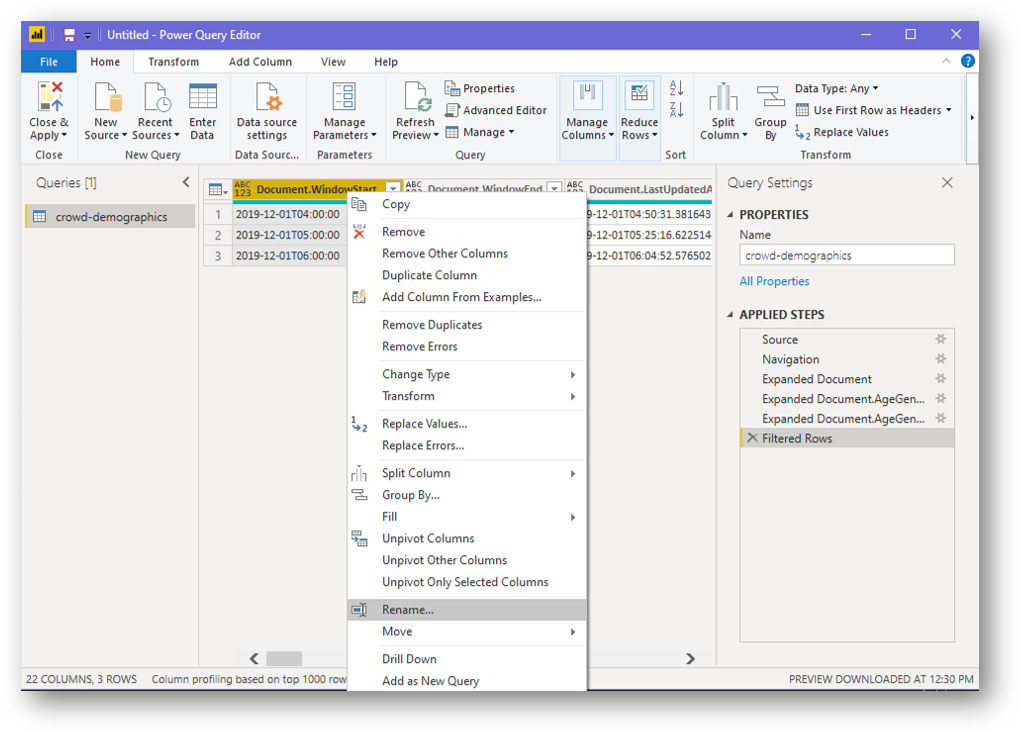 Untitled - Power Query Editor
File Home Transform Add Column View Help
Close & Apply
New Source
Recent Sources
Enter Data
Data source settings
Manage Parameters
Refresh Preview
Properties
Advanced Editor
Manage
Manage Columns
Reduce Rows
Split Column
Group By
Data Type: Any
Use First Row as Headers
Replace Values
Close New Query Data Sourc... Parameters Query Sort Transform
Queries [1]
crowd-demographics
ABC 123 Document.WindowStart ABC 123 Document.WindowEnd ABC 123 Document.LastUpdatedA
1 2019-12-01T04:00:00 9-12-01T04:50:31.381643
2 2019-12-01T05:00:00 9-12-01T05:25:16.622514
3 2019-12-01T06:00:00 9-12-01T06:04:52.576502
Copy
Remove
Remove Other Columns
Duplicate Column
Add Column From Examples...
Remove Duplicates
Remove Errors
Change Type
Transform
Replace Values...
Replace Errors...
Split Column
Group By...
Fill
Unpivot Columns
Unpivot Other Columns
Unpivot Only Selected Columns
Rename...
Move
Drill Down
Add as New Query
Query Settings
PROPERTIES
Name
crowd-demographics
All Properties
APPLIED STEPS
Source
Navigation
Expanded Document
Expanded Document.AgeGen...
Expanded Document.AgeGen...
Filtered Rows
22 COLUMNS, 3 ROWS Column profiling based on top 1000 row
PREVIEW DOWNLOADED AT 12:30 PM